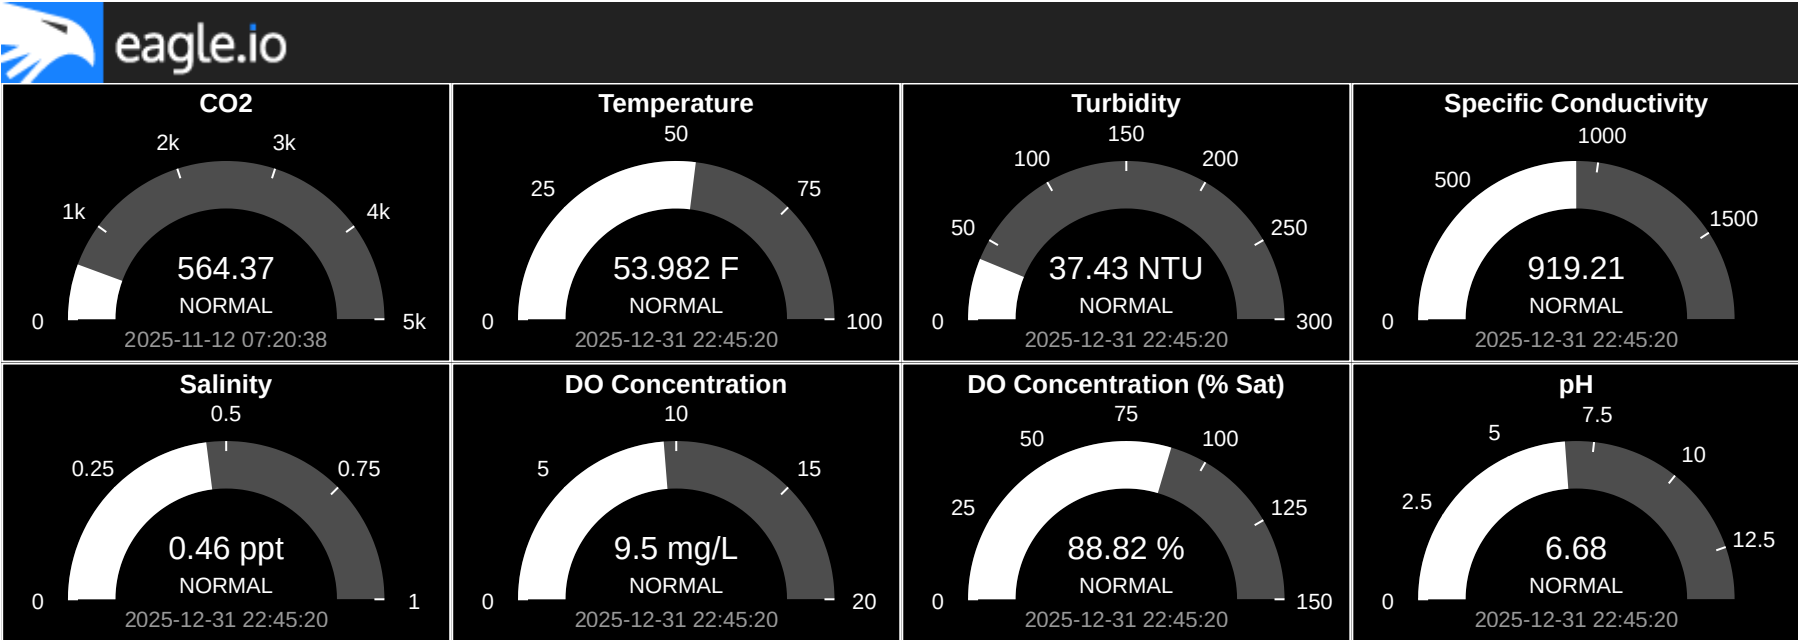 eagle.io
CO2
2k
3k
1k
4k
564.37
NORMAL
0
5k
2025-11-12 07:20:38
Temperature
50
25
75
53.982 F
NORMAL
0
100
2025-12-31 22:45:20
Turbidity
150
100
200
50
250
37.43 NTU
NORMAL
0
300
2025-12-31 22:45:20
Specific Conductivity
1000
500
1500
919.21
NORMAL
0
2025-12-31 22:45:20
Salinity
0.5
0.25
0.75
0.46 ppt
NORMAL
0
1
2025-12-31 22:45:20
DO Concentration
10
5
15
9.5 mg/L
NORMAL
0
20
2025-12-31 22:45:20
DO Concentration (% Sat)
75
50
100
25
125
88.82 %
NORMAL
0
150
2025-12-31 22:45:20
pH
7.5
5
10
2.5
12.5
6.68
NORMAL
0
2025-12-31 22:45:20